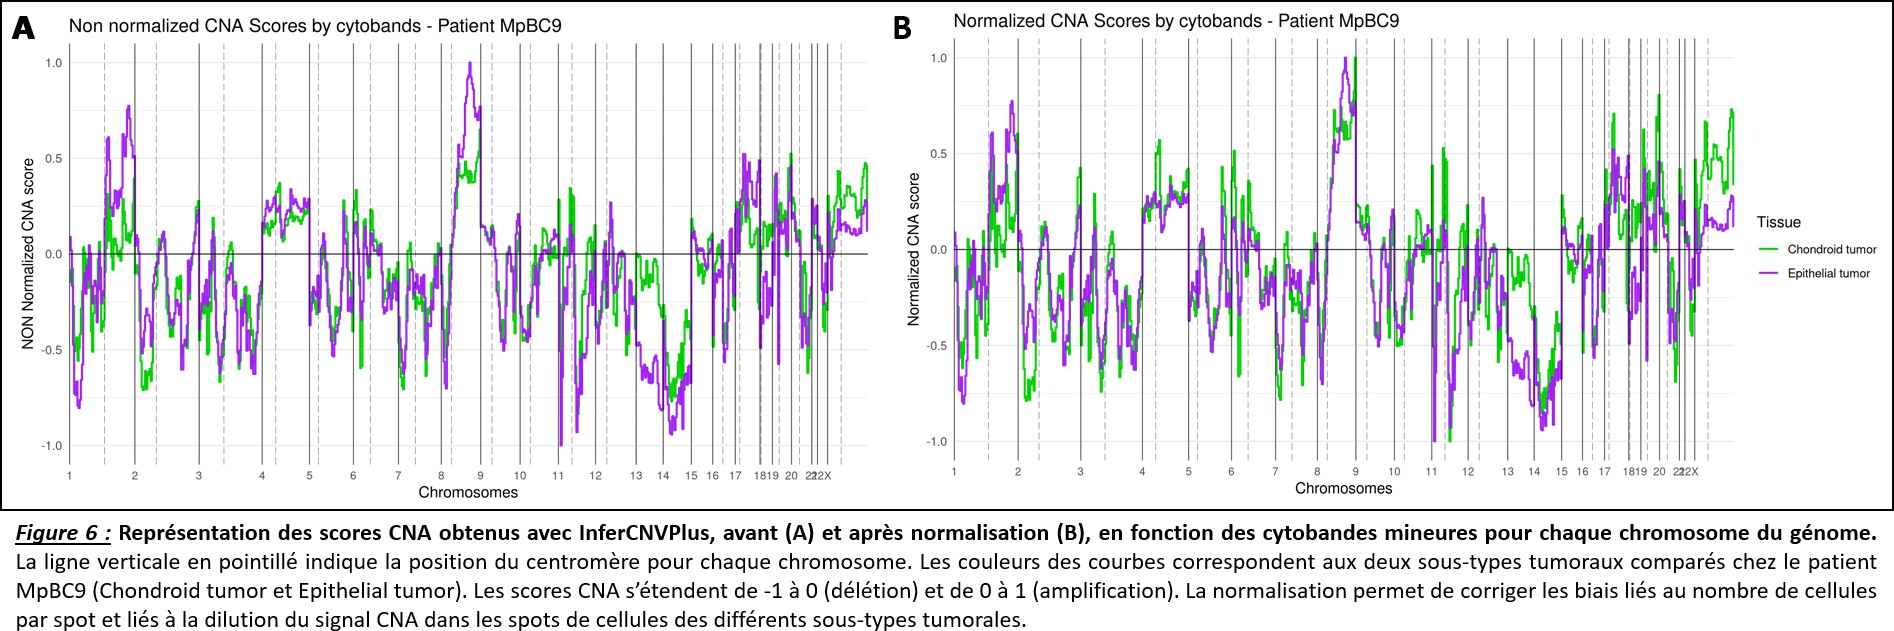 A
Non normalized CNA Scores by cytobands - Patient MpBC9
NON Normalized CNA score
1.0
0.5
0.0
-0.5
-1.0
1 2 3 4 5 6 7 8 9 10 11 12 13 14 15 16 17 18 19 20 22X
Chromosomes
B
Normalized CNA Scores by cytobands - Patient MpBC9
Normalized CNA score
1.0
0.5
0.0
-0.5
-1.0
1 2 3 4 5 6 7 8 9 10 11 12 13 14 15 16 17 18 19 20 22X
Chromosomes
Tissue
Chondroid tumor
Epithelial tumor
Figure 6 : Représentation des scores CNA obtenus avec InferCNVPlus, avant (A) et après normalisation (B), en fonction des cytobandes mineures pour chaque chromosome du génome.
La ligne verticale en pointillé indique la position du centromère pour chaque chromosome. Les couleurs des courbes correspondent aux deux sous-types tumoraux comparés chez le patient
MpBC9 (Chondroid tumor et Epithelial tumor). Les scores CNA s’étendent de -1 à 0 (délétion) et de 0 à 1 (amplification). La normalisation permet de corriger les biais liés au nombre de cellules
par spot et liés à la dilution du signal CNA dans les spots de cellules des différents sous-types tumorales.